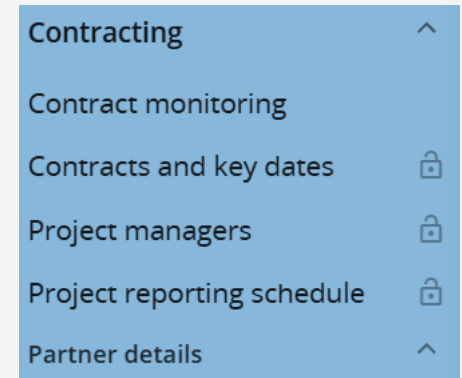 Contracting
Contract monitoring
Contracts and key dates
Project managers
Project reporting schedule
Partner details